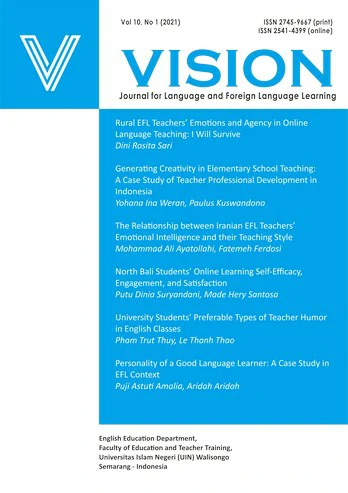 Vol 10, No 1 (2021)
ISSN 2745-9667 (print)
ISSN 2541-4399 (online)
VISION
Journal for Language and Foreign Language Learning
Rural EFL Teachers' Emotions and Agency in Online
Language Teaching: I Will Survive
Dini Rosita Sari
Generating Creativity in Elementary School Teaching:
A Case Study of Teacher Professional Development in
Indonesia
Yohana Ina Weran, Paulus Kuswandono
The Relationship between Iranian EFL Teachers'
Emotional Intelligence and their Teaching Style
Mohammad Ali Ayatollahi, Fatemeh Ferdosi
North Bali Students' Online Learning Self-Efficacy,
Engagement, and Satisfaction
Putu Dinia Suryandani, Made Hery Santosa
University Students' Preferable Types of Teacher Humor
in English Classes
Pham Trut Thuy, Le Thanh Thao
Personality of a Good Language Learner: A Case Study in
EFL Context
Puji Astuti Amalia, Aridah Aridah
English Education Department,
Faculty of Education and Teacher Training,
Universitas Islam Negeri (UIN) Walisongo
Semarang - Indonesia